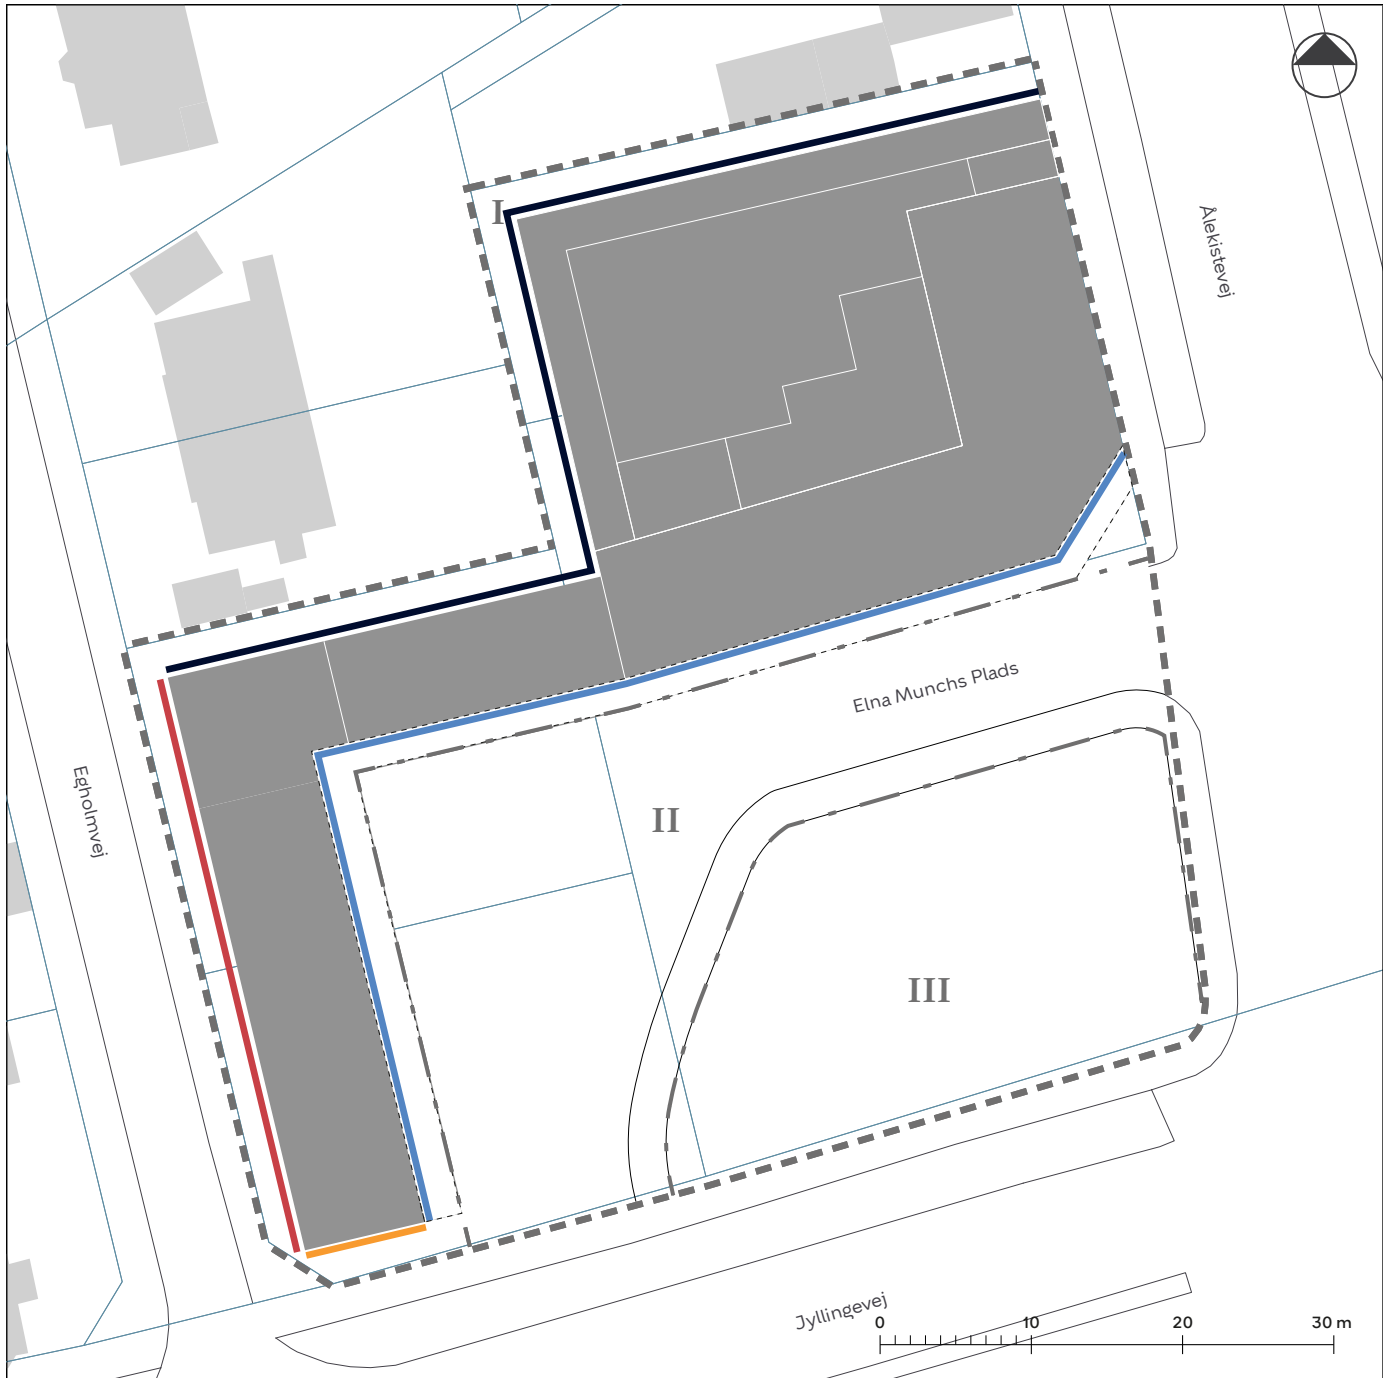 I
Ålekistevej
Elna Munchs Plads
Egholmvej
II
III
Jyllingevej
0 10 20 30 m